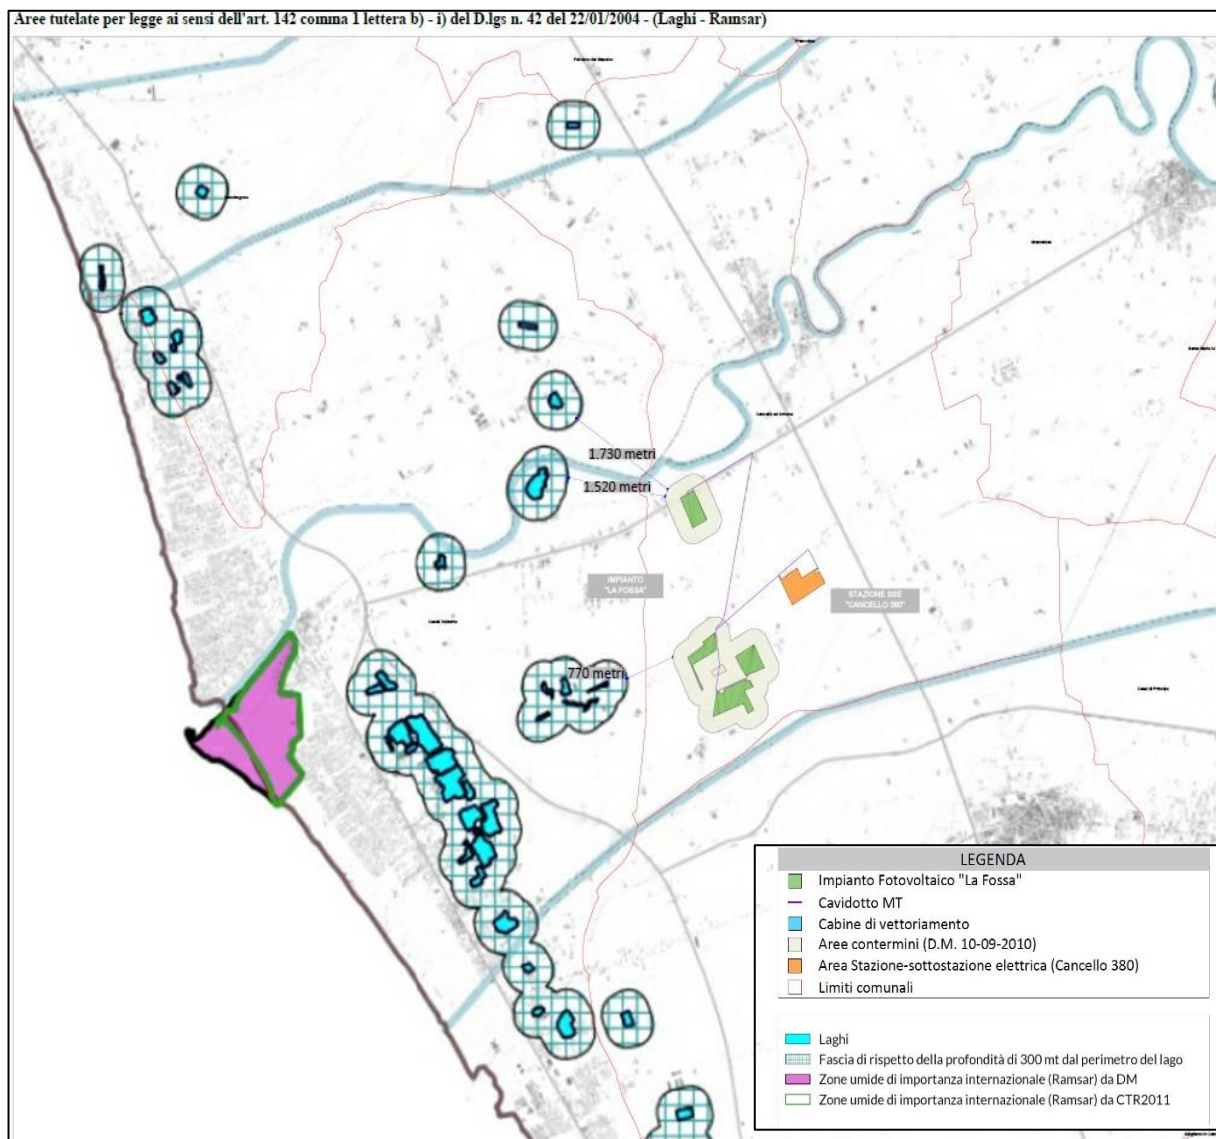 Aree tutelate per legge ai sensi dell'art. 142 comma 1 lettera b) - i) del D.lgs n. 42 del 22/01/2004 - (Laghi - Ramsar)
1.730 metri
1.520 metri
IMPIANTO
"LA FOSSA"
STAZIONE SSE
"CANCELLO 380"
770 metri
LEGENDA
Impianto Fotovoltaico "La Fossa"
Cavidotto MT
Cabine di vettoriamento
Aree contermini (D.M. 10-09-2010)
Area Stazione-sottostazione elettrica (Cancello 380)
Limiti comunali
Laghi
Fascia di rispetto della profondità di 300 mt dal perimetro del lago
Zone umide di importanza internazionale (Ramsar) da DM
Zone umide di importanza internazionale (Ramsar) da CTR2011